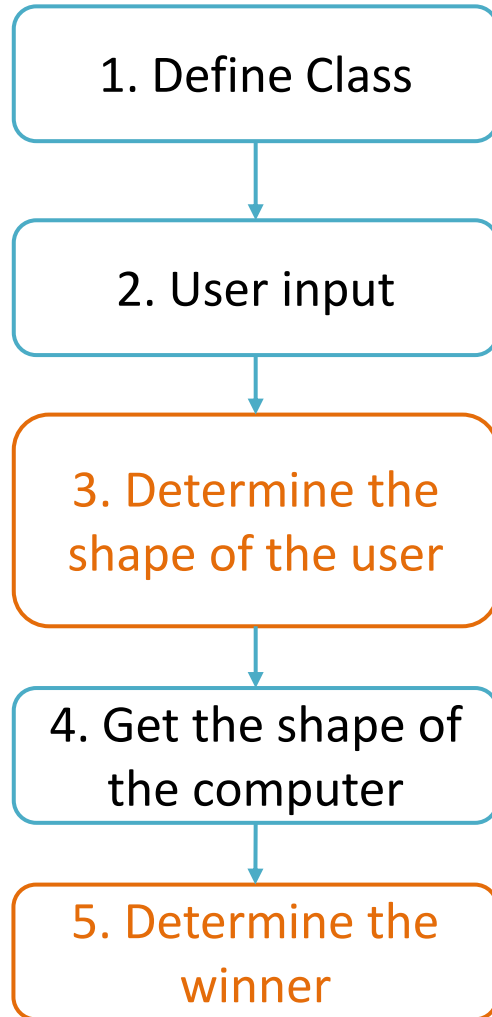 1. Define Class
2. User input
3. Determine the
shape of the user
4. Get the shape of
the computer
5. Determine the
winner